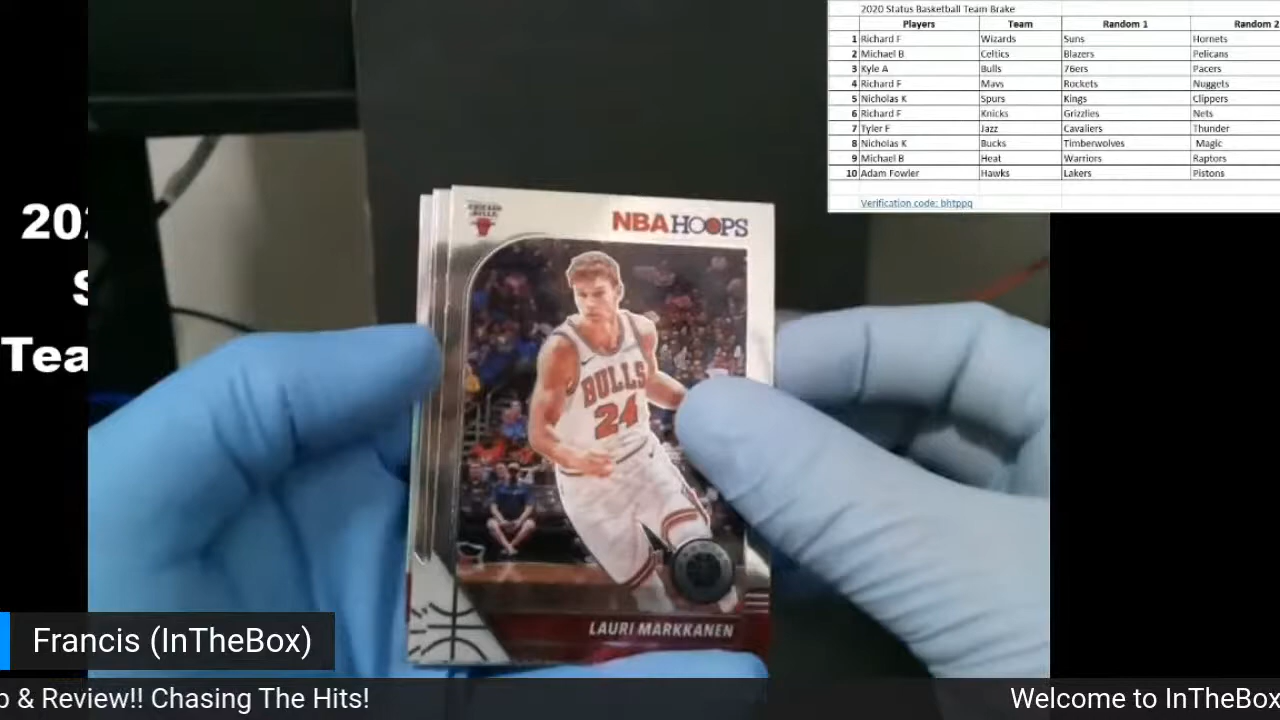 2020 Status Basketball Team Brake
Players Team Random 1 Random 2
1 Richard F Wizards Suns Hornets
2 Michael B Celtics Blazers Pelicans
3 Kyle A Bulls 76ers Pacers
4 Richard F Mavs Rockets Nuggets
5 Nicholas K Spurs Kings Clippers
6 Richard F Knicks Grizzlies Nets
7 Tyler F Jazz Cavaliers Thunder
8 Nicholas K Bucks Timberwolves Magic
9 Michael B Heat Warriors Raptors
10 Adam Fowler Hawks Lakers Pistons
Verification code: bhtppq
202
S
Tea
CHICAGO
BULLS
NBA HOOPS
BULLS
24
LAURI MARKKANEN
Francis (InTheBox)
p & Review!! Chasing The Hits! Welcome to InTheBox